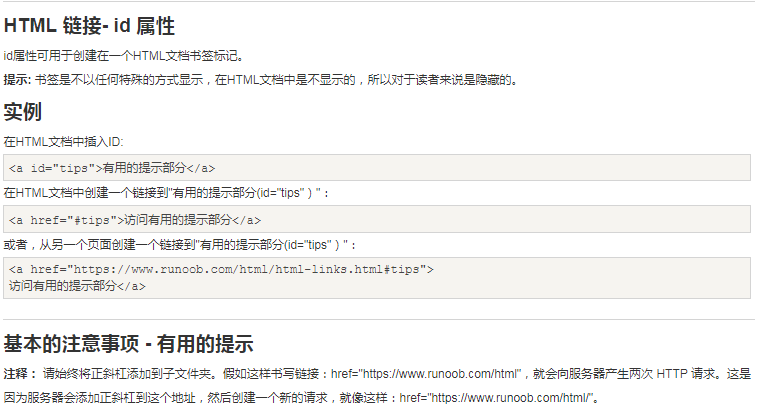 HTML 链接- id 属性
id属性可用于创建在一个HTML文档书签标记。
提示: 书签是不以任何特殊的方式显示，在HTML文档中是不显示的，所以对于读者来说是隐藏的。
实例
在HTML文档中插入ID:
<a id="tips">有用的提示部分</a>
在HTML文档中创建一个链接到"有用的提示部分(id="tips" ) "：
<a href="#tips">访问有用的提示部分</a>
或者，从另一个页面创建一个链接到"有用的提示部分(id="tips" ) "：
<a href="https://www.runoob.com/html/html-links.html#tips">
访问有用的提示部分</a>
基本的注意事项 - 有用的提示
注释： 请始终将正斜杠添加到子文件夹。假如这样书写链接：href="https://www.runoob.com/html"，就会向服务器产生两次 HTTP 请求。这是
因为服务器会添加正斜杠到这个地址，然后创建一个新的请求，就像这样：href="https://www.runoob.com/html/"。